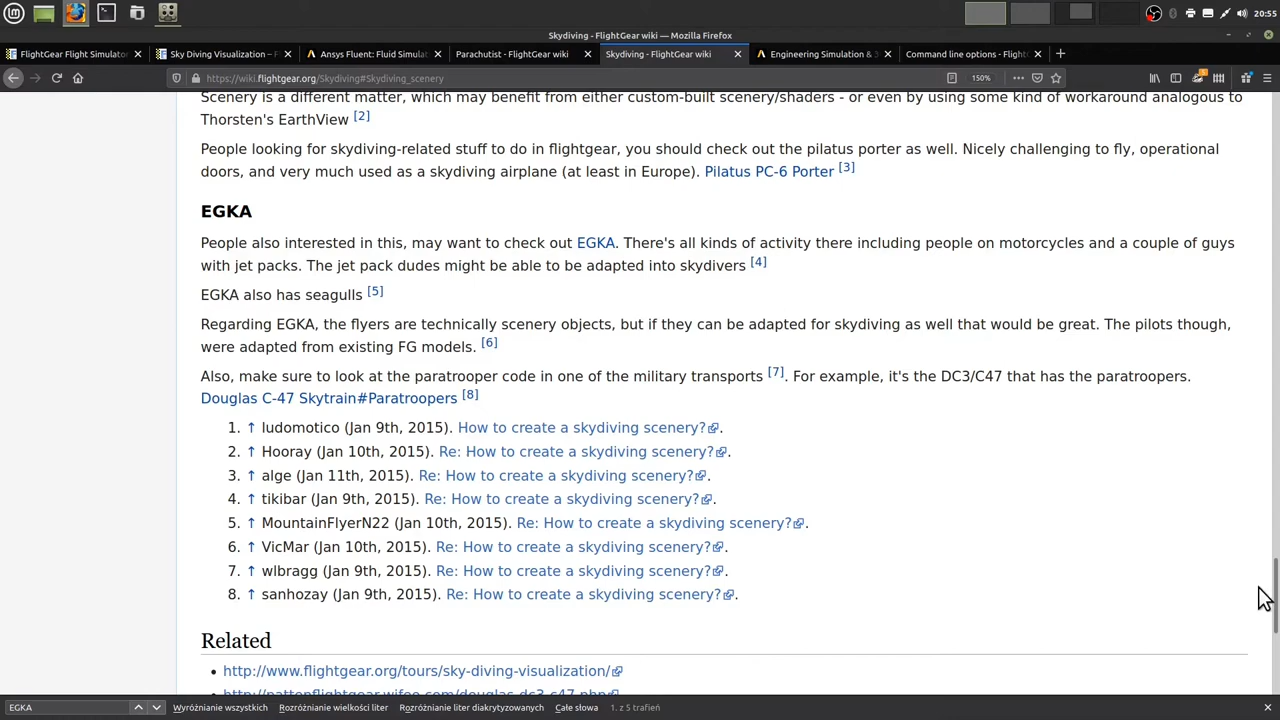 20:55
Skydiving - FlightGear wiki — Mozilla Firefox
FlightGear Flight Simulator
Sky Diving Visualization – F
Ansys Fluent: Fluid Simulat
Parachutist - FlightGear wiki
Skydiving - FlightGear wiki
Engineering Simulation & 3
Command line options - FlightG
https://wiki.flightgear.org/Skydiving#Skydiving_scenery
150%
Scenery is a different matter, which may benefit from either custom-built scenery/shaders - or even by using some kind of workaround analogous to
Thorsten's EarthView [2]
People looking for skydiving-related stuff to do in flightgear, you should check out the pilatus porter as well. Nicely challenging to fly, operational
doors, and very much used as a skydiving airplane (at least in Europe). Pilatus PC-6 Porter [3]
EGKA
People also interested in this, may want to check out EGKA. There's all kinds of activity there including people on motorcycles and a couple of guys
with jet packs. The jet pack dudes might be able to be adapted into skydivers [4]
EGKA also has seagulls [5]
Regarding EGKA, the flyers are technically scenery objects, but if they can be adapted for skydiving as well that would be great. The pilots though,
were adapted from existing FG models. [6]
Also, make sure to look at the paratrooper code in one of the military transports [7]. For example, it's the DC3/C47 that has the paratroopers.
Douglas C-47 Skytrain#Paratroopers [8]
1. ↑ ludomotico (Jan 9th, 2015). How to create a skydiving scenery?.
2. ↑ Hooray (Jan 10th, 2015). Re: How to create a skydiving scenery?.
3. ↑ alge (Jan 11th, 2015). Re: How to create a skydiving scenery?.
4. ↑ tikibar (Jan 9th, 2015). Re: How to create a skydiving scenery?.
5. ↑ MountainFlyerN22 (Jan 10th, 2015). Re: How to create a skydiving scenery?.
6. ↑ VicMar (Jan 10th, 2015). Re: How to create a skydiving scenery?.
7. ↑ wlbragg (Jan 9th, 2015). Re: How to create a skydiving scenery?.
8. ↑ sanhozay (Jan 9th, 2015). Re: How to create a skydiving scenery?.
Related
• http://www.flightgear.org/tours/sky-diving-visualization/
http://pattenflightgear.wifeo.com/douglas-dc3-c47.php
EGKA
Wyróżnianie wszystkich
Rozróżnianie wielkości liter
Rozróżnianie liter diakrytyzowanych
Całe słowa
1. z 5 trafień